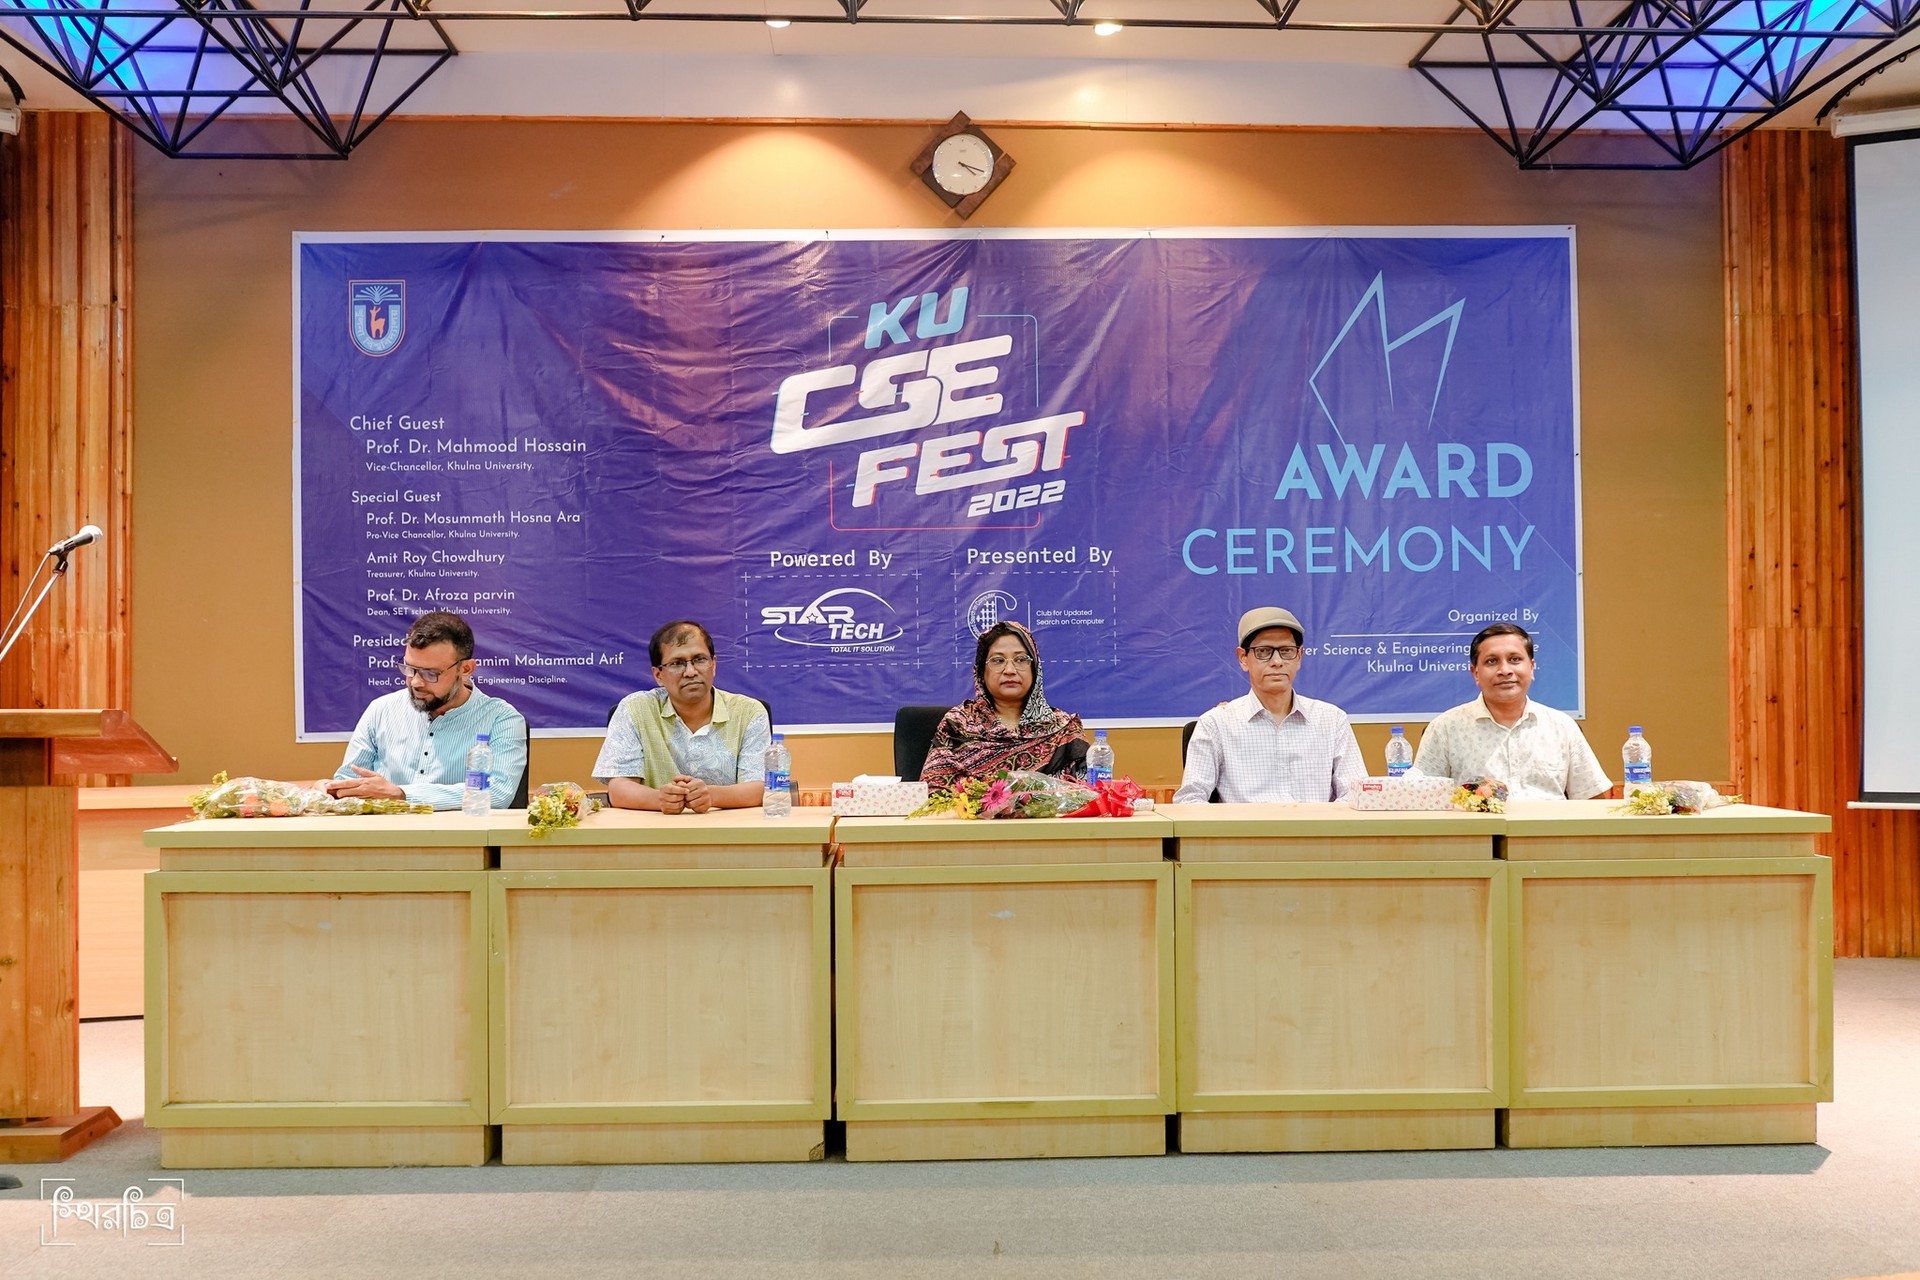 Chief Guest
Prof. Dr. Mahmood Hossain
Vice-Chancellor, Khulna University.
Special Guest
Prof. Dr. Mosummath Hosna Ara
Pro-Vice Chancellor, Khulna University.
Amit Roy Chowdhury
Treasurer, Khulna University.
Prof. Dr. Afroza parvin
Dean, SET school, Khulna University.
Prof.
Mohammad Arif
Head,
& Engineering Discipline.
KU
CSE
FEST
2022
Powered By
STAR
TECH
TOTAL IT SOLUTION
Presented By
Club for Updated
Search on Computer
AWARD
CEREMONY
Organized By
Science & Engineering
Khulna
স্থিরচিত্র